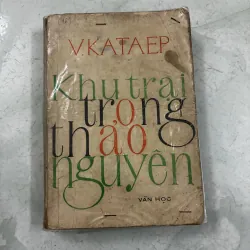 V.KATAEP
Khu trại
trong
thảo
nguyên
VĂN HỌC